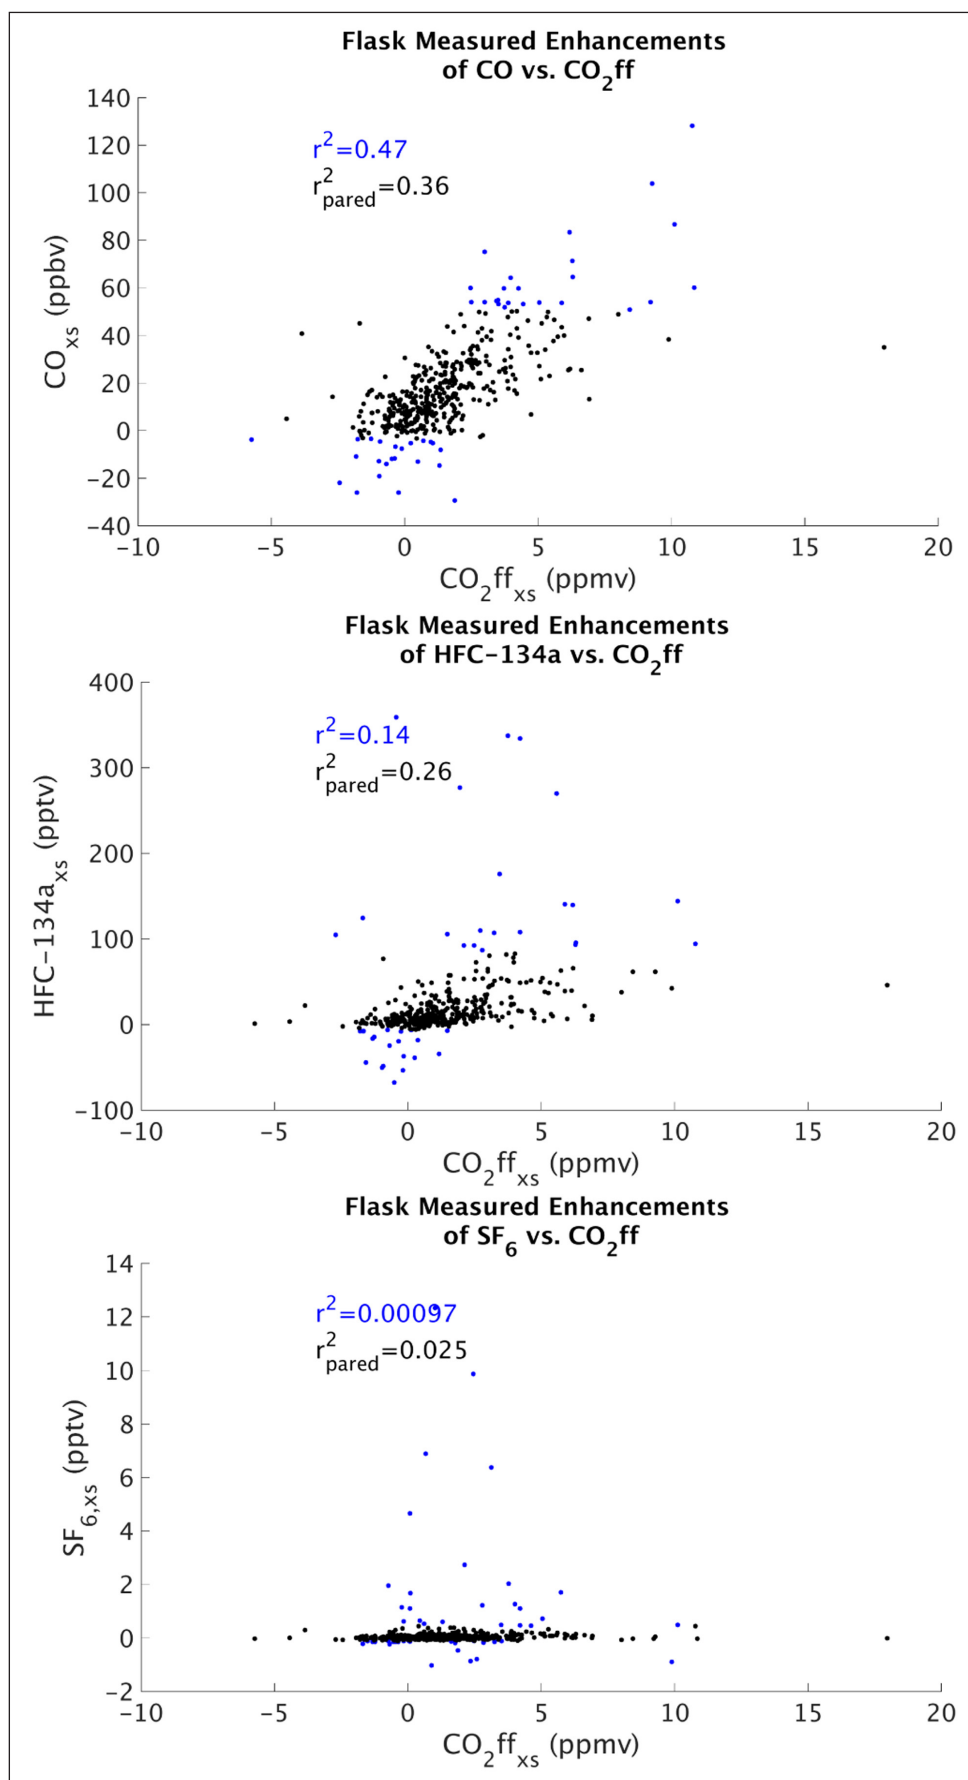 Flask Measured Enhancements
of CO vs. CO₂ff
140
120
100
80
60
40
20
0
−20
−40
r²=0.47
r²pared=0.36
COxs (ppbv)
−10 −5 0 5 10 15 20
CO₂ffxs (ppmv)
Flask Measured Enhancements
of HFC−134a vs. CO₂ff
400
300
200
100
0
−100
r²=0.14
r²pared=0.26
HFC−134axs (pptv)
−10 −5 0 5 10 15 20
CO₂ffxs (ppmv)
Flask Measured Enhancements
of SF₆ vs. CO₂ff
14
12
10
8
6
4
2
0
−2
r²=0.00097
r²pared=0.025
SF₆,xs (pptv)
−10 −5 0 5 10 15 20
CO₂ffxs (ppmv)